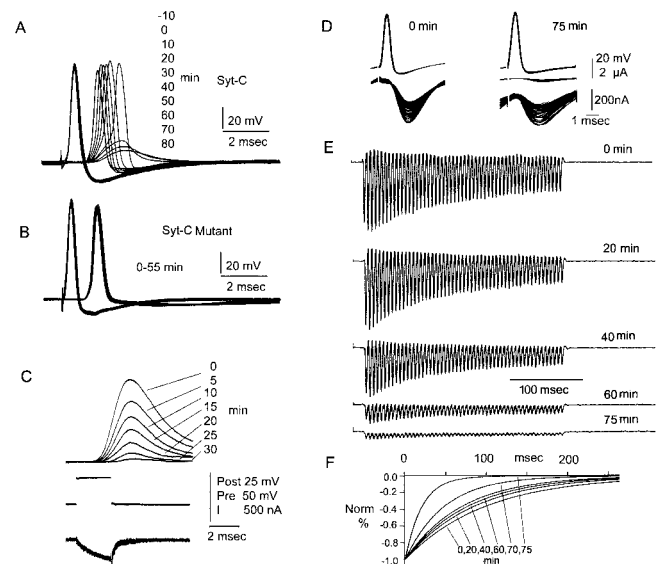 A
-10
0
10
20
30 min
40
50
60
70
80
Syt-C
20 mV
2 msec
B
Syt-C Mutant
0-55 min
20 mV
2 msec
C
0
5
10
15 min
20
25
30
Post 25 mV
Pre 50 mV
I 500 nA
2 msec
D
0 min
75 min
20 mV
2 µA
200nA
1 msec
E
0 min
20 min
40 min
100 msec
60 min
75 min
F
0 100 msec 200
0.0
-0.2
-0.4
Norm
%
-0.6
-0.8
-1.0
0,20,40,60,70,75
min